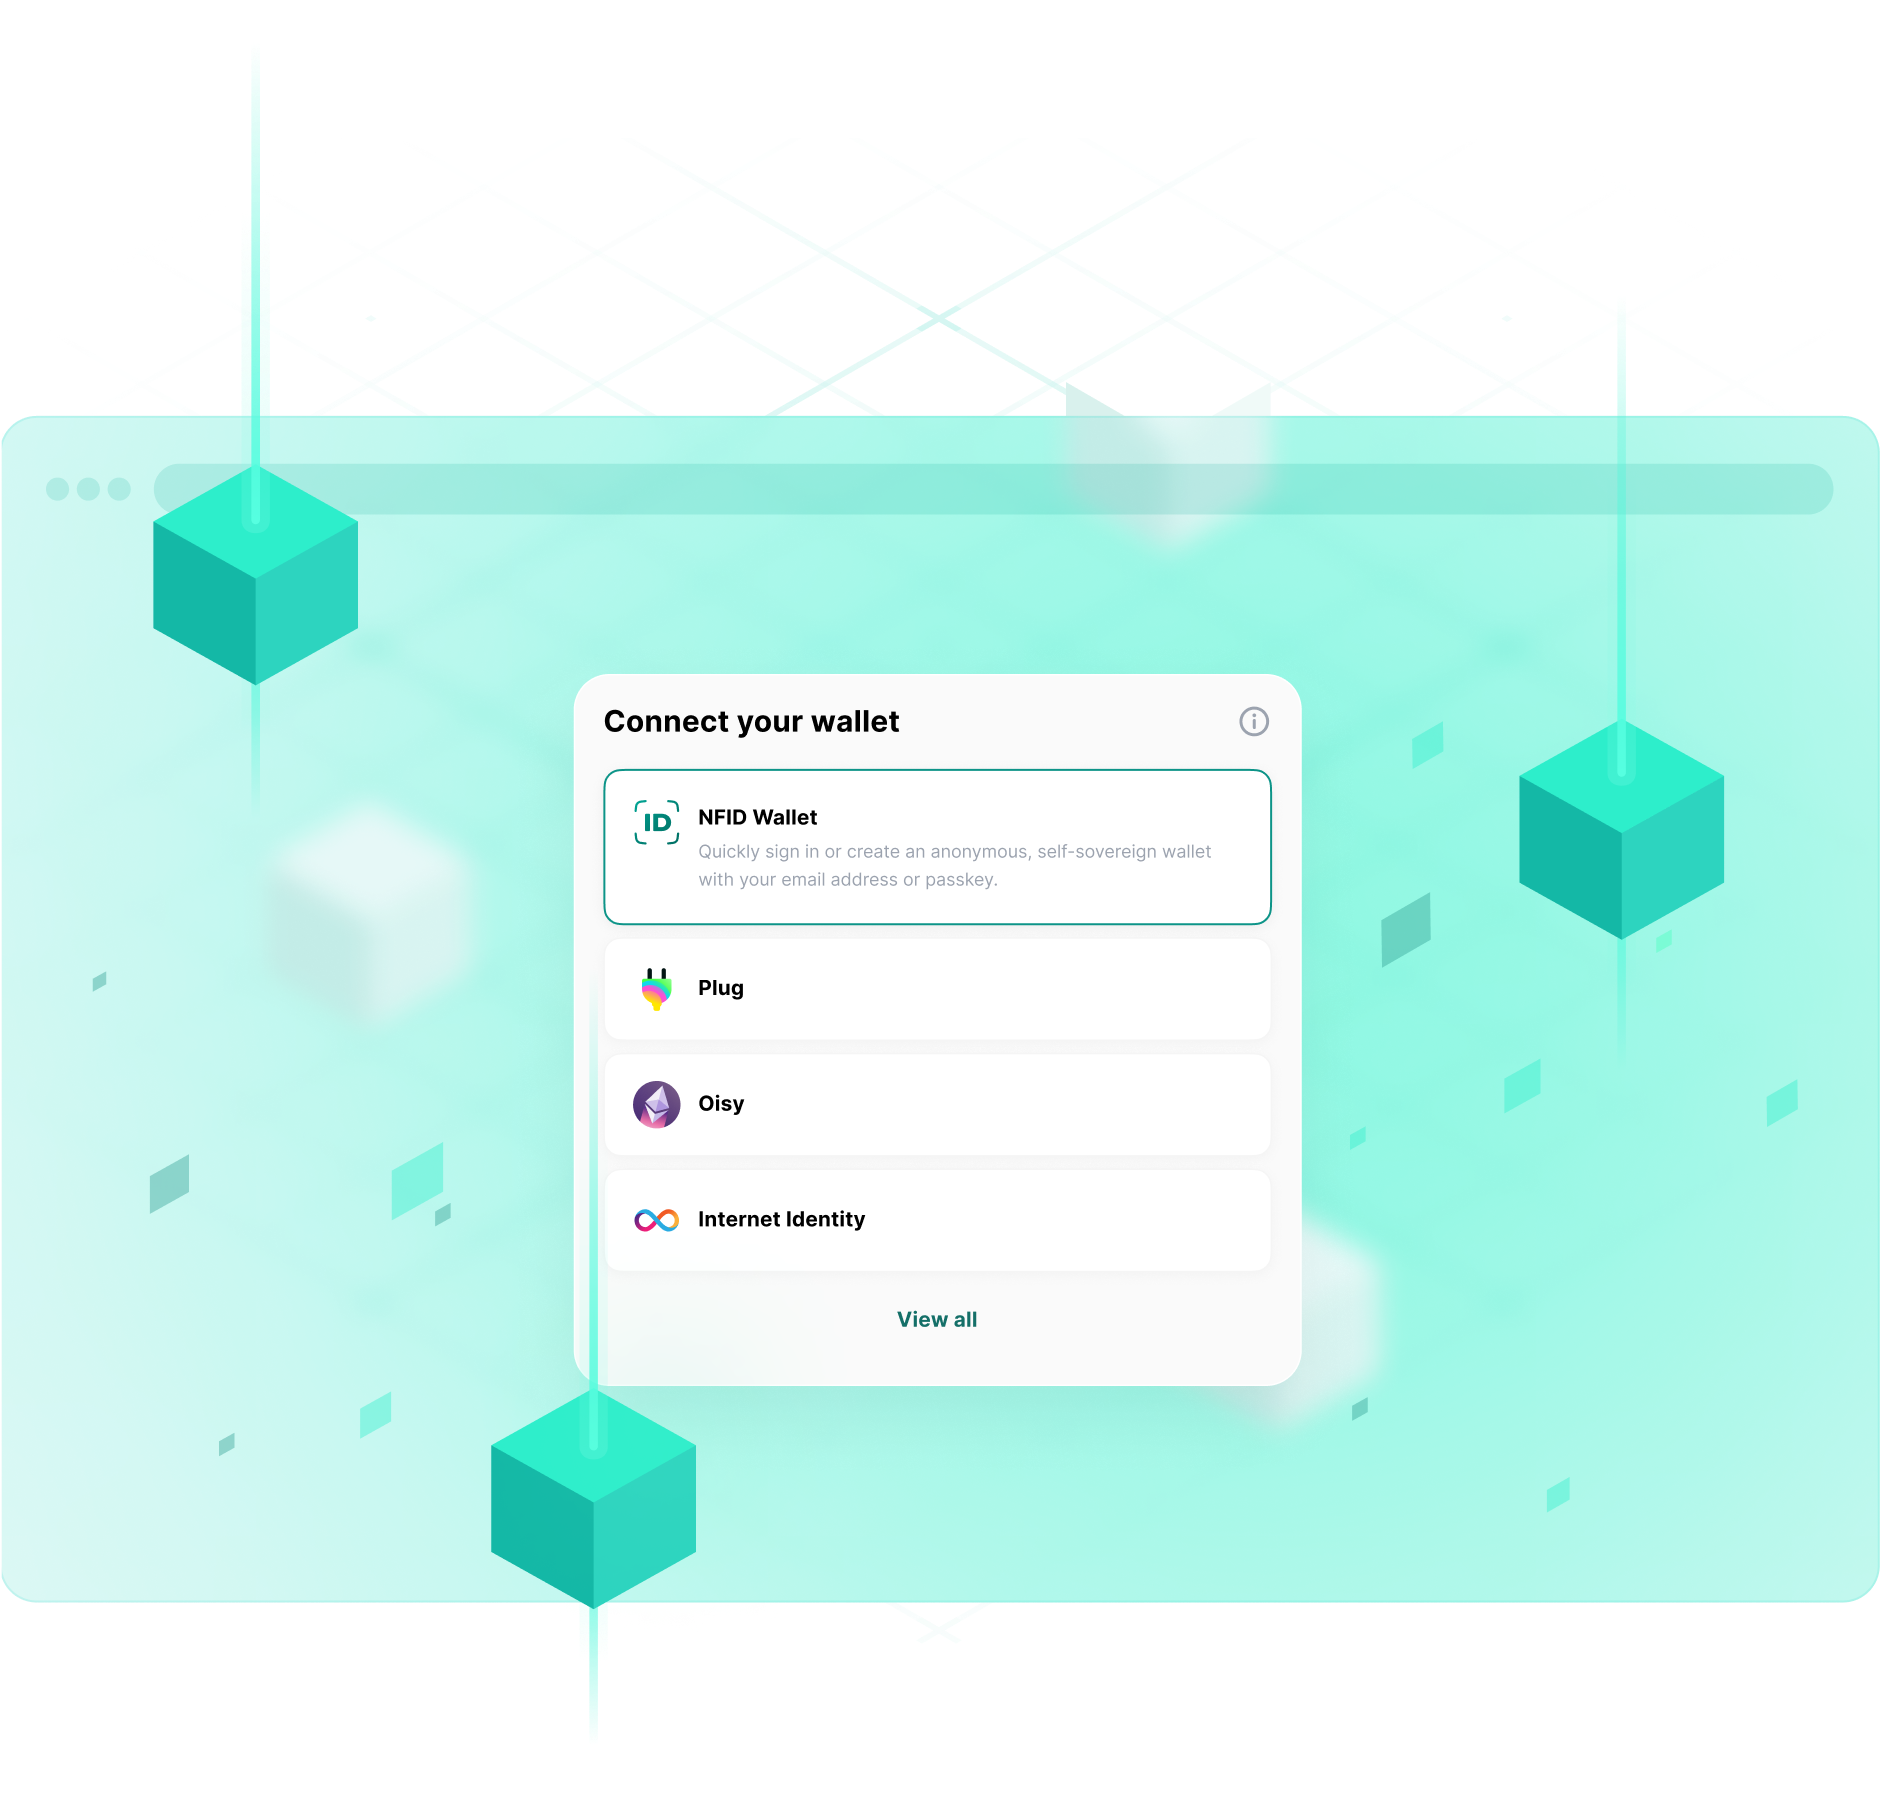 Connect your wallet
ID
NFID Wallet
Quickly sign in or create an anonymous, self-sovereign wallet
with your email address or passkey.
Plug
Oisy
Internet Identity
View all